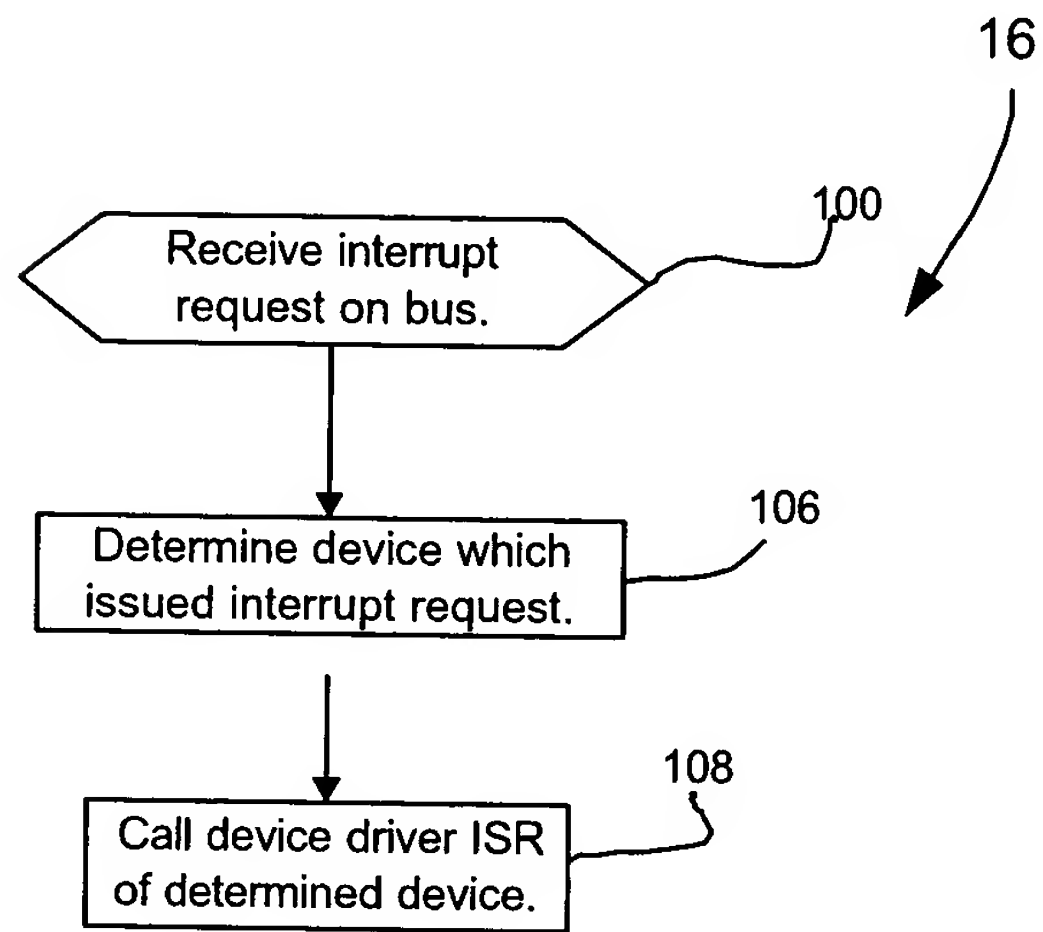 16
100
Receive interrupt
request on bus.
106
Determine device which
issued interrupt request.
108
Call device driver ISR
of determined device.